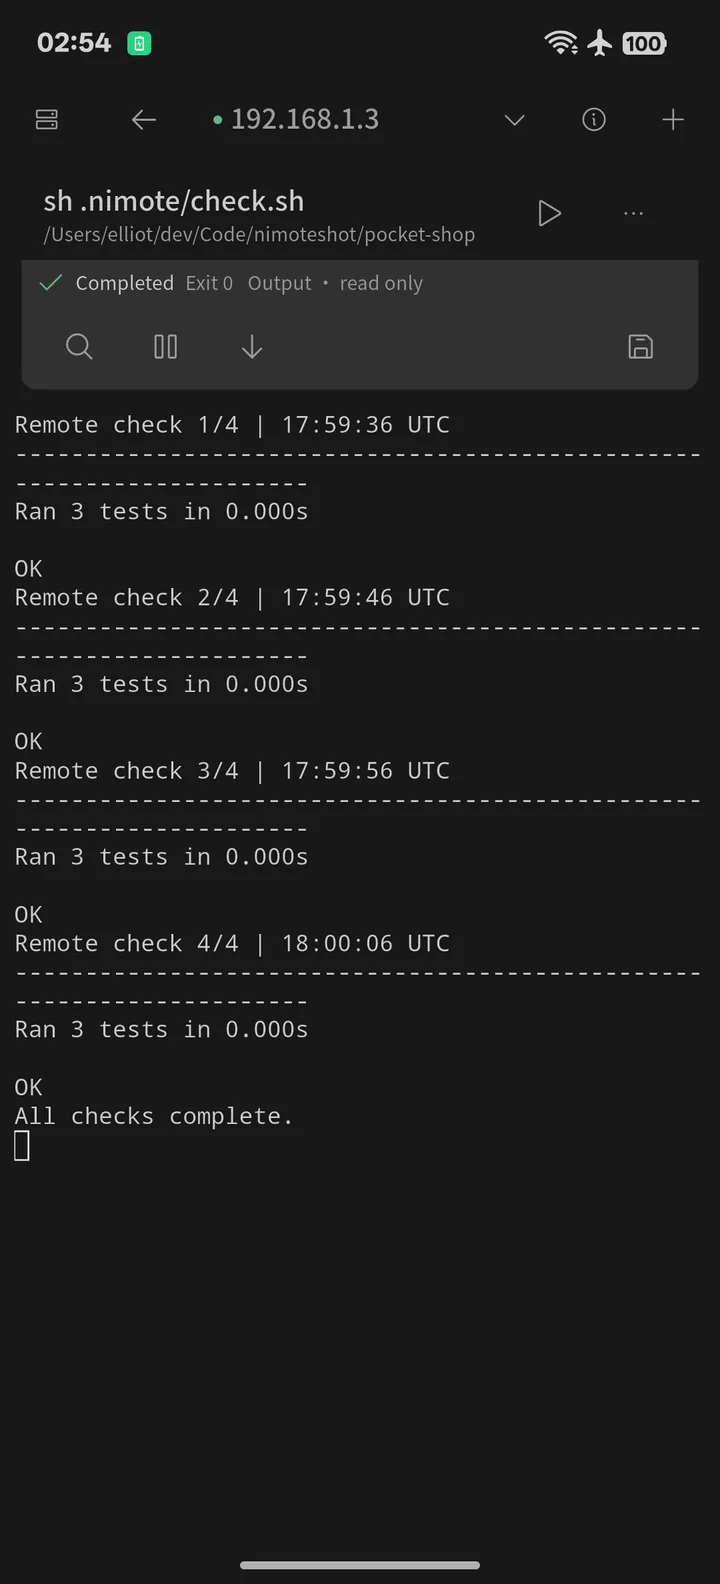 02:54
100
192.168.1.3
sh .nimote/check.sh
/Users/elliot/dev/Code/nimoteshot/pocket-shop
Completed Exit 0 Output • read only
Remote check 1/4 | 17:59:36 UTC
-------------------------------------------------
---------------------
Ran 3 tests in 0.000s
OK
Remote check 2/4 | 17:59:46 UTC
-------------------------------------------------
---------------------
Ran 3 tests in 0.000s
OK
Remote check 3/4 | 17:59:56 UTC
-------------------------------------------------
---------------------
Ran 3 tests in 0.000s
OK
Remote check 4/4 | 18:00:06 UTC
-------------------------------------------------
---------------------
Ran 3 tests in 0.000s
OK
All checks complete.